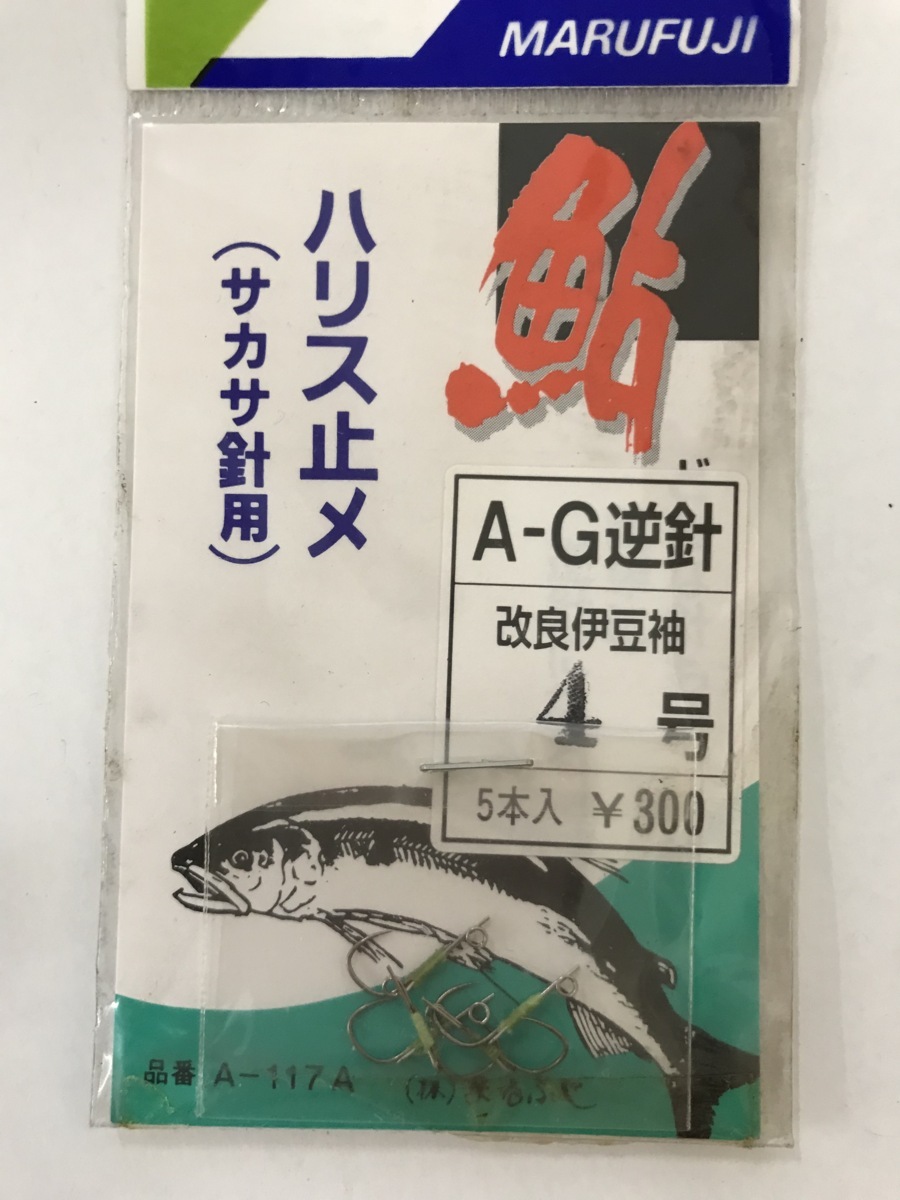 MARUFUJI
鮎
ハリス止メ
(サカサ針用)
A-G逆針
改良伊豆袖
4号
5本入 ¥300
品番 A-117A